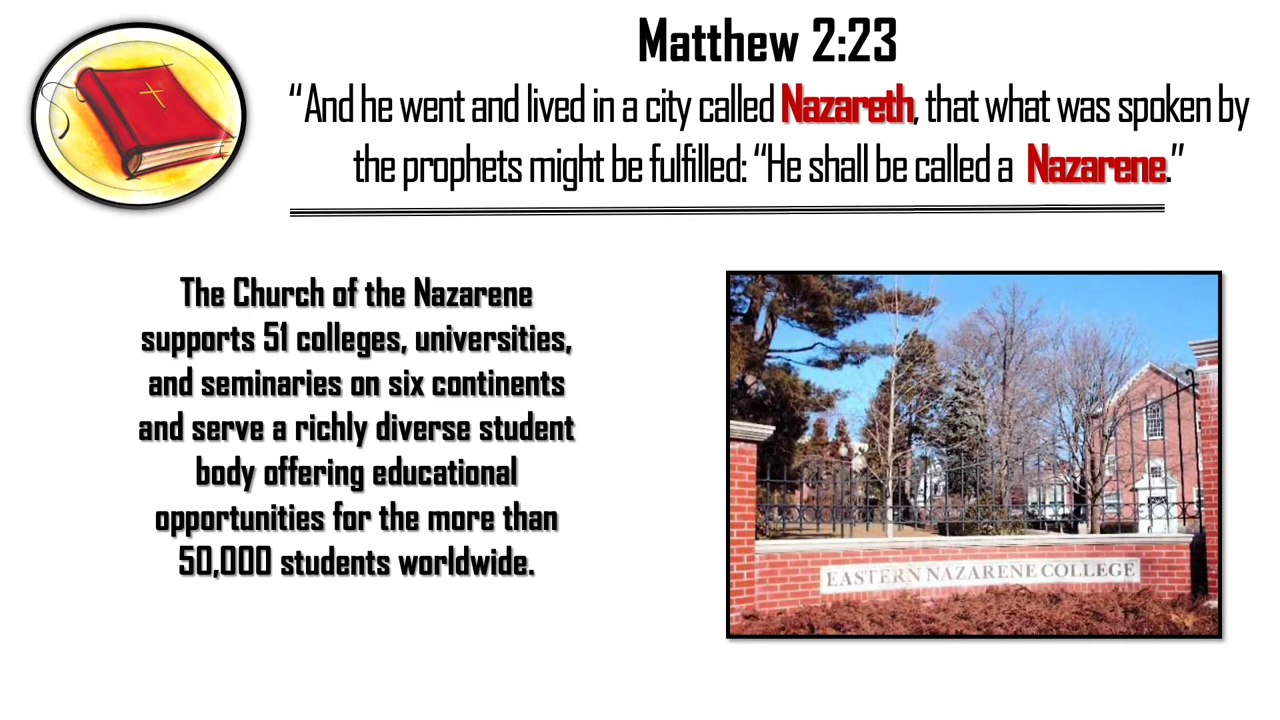 Matthew 2:23
“And he went and lived in a city called Nazareth, that what was spoken by
the prophets might be fulfilled: “He shall be called a Nazarene.”
The Church of the Nazarene
supports 51 colleges, universities,
and seminaries on six continents
and serve a richly diverse student
body offering educational
opportunities for the more than
50,000 students worldwide.
EASTERN NAZARENE COLLEGE